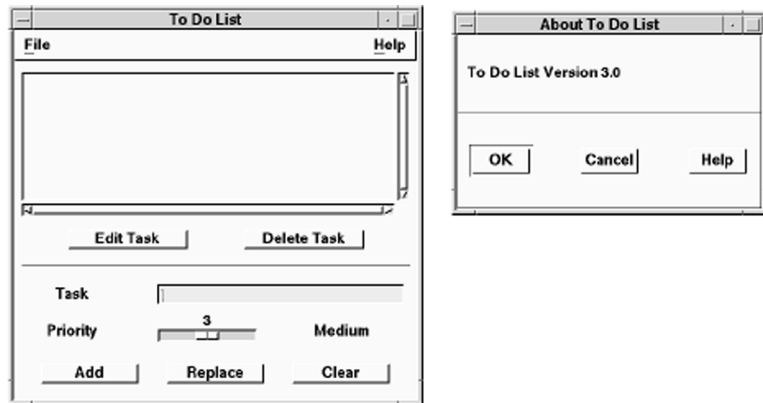 To Do List
File Help
Edit Task Delete Task
Task
3
Priority Medium
Add Replace Clear
About To Do List
To Do List Version 3.0
OK Cancel Help